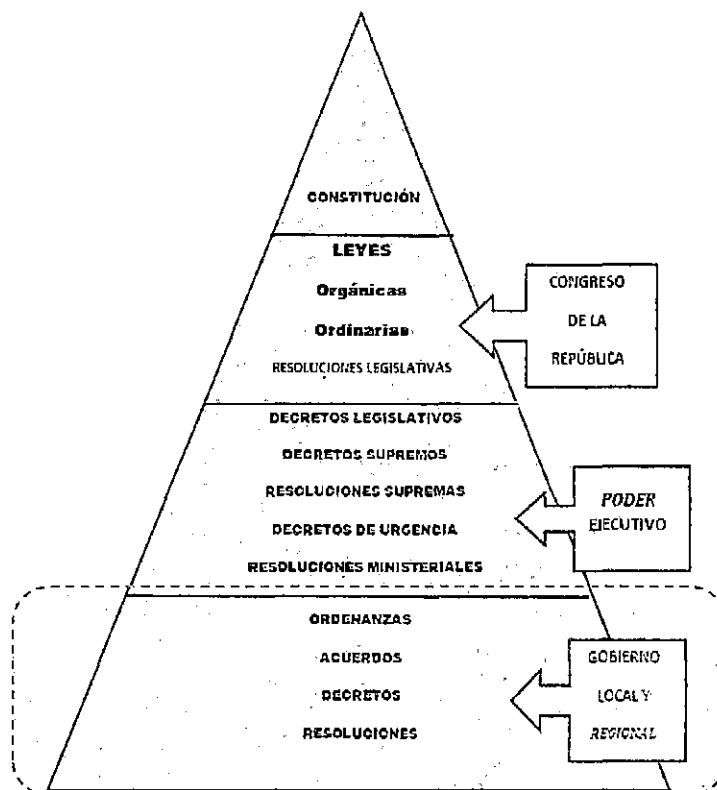 CONSTITUCIÓN
LEYES
Orgánicas
Ordinarias
RESOLUCIONES LEGISLATIVAS
CONGRESO
DE LA
REPÚBLICA
DECRETOS LEGISLATIVOS
DECRETOS SUPREMOS
RESOLUCIONES SUPREMAS
DECRETOS DE URGENCIA
RESOLUCIONES MINISTERIALES
PODER
EJECUTIVO
ORDENANZAS
ACUERDOS
DECRETOS
RESOLUCIONES
GOBIERNO
LOCAL Y
REGIONAL